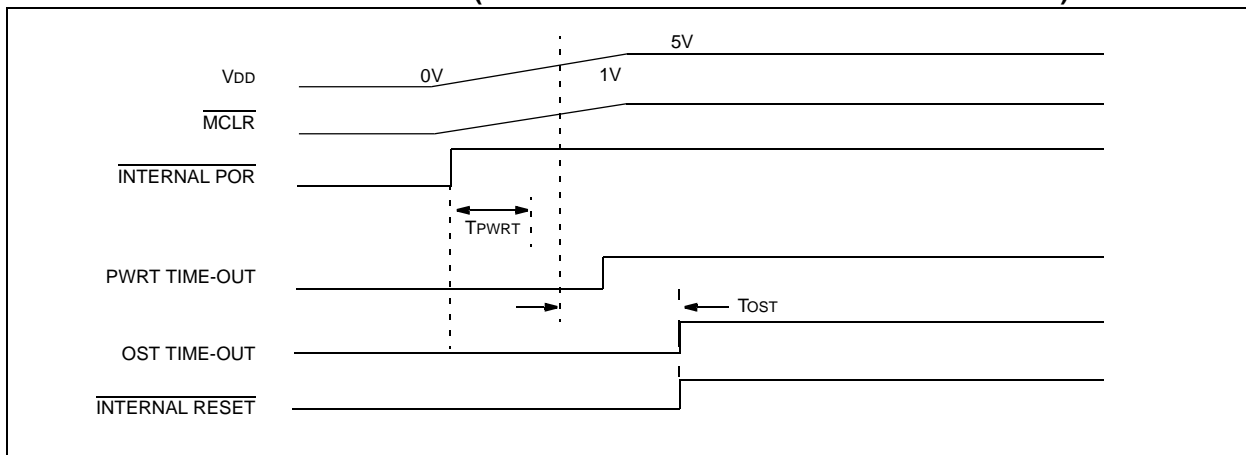 5V
VDD 0V 1V
MCLR
INTERNAL POR
TPWRT
PWRT TIME-OUT
TOST
OST TIME-OUT
INTERNAL RESET